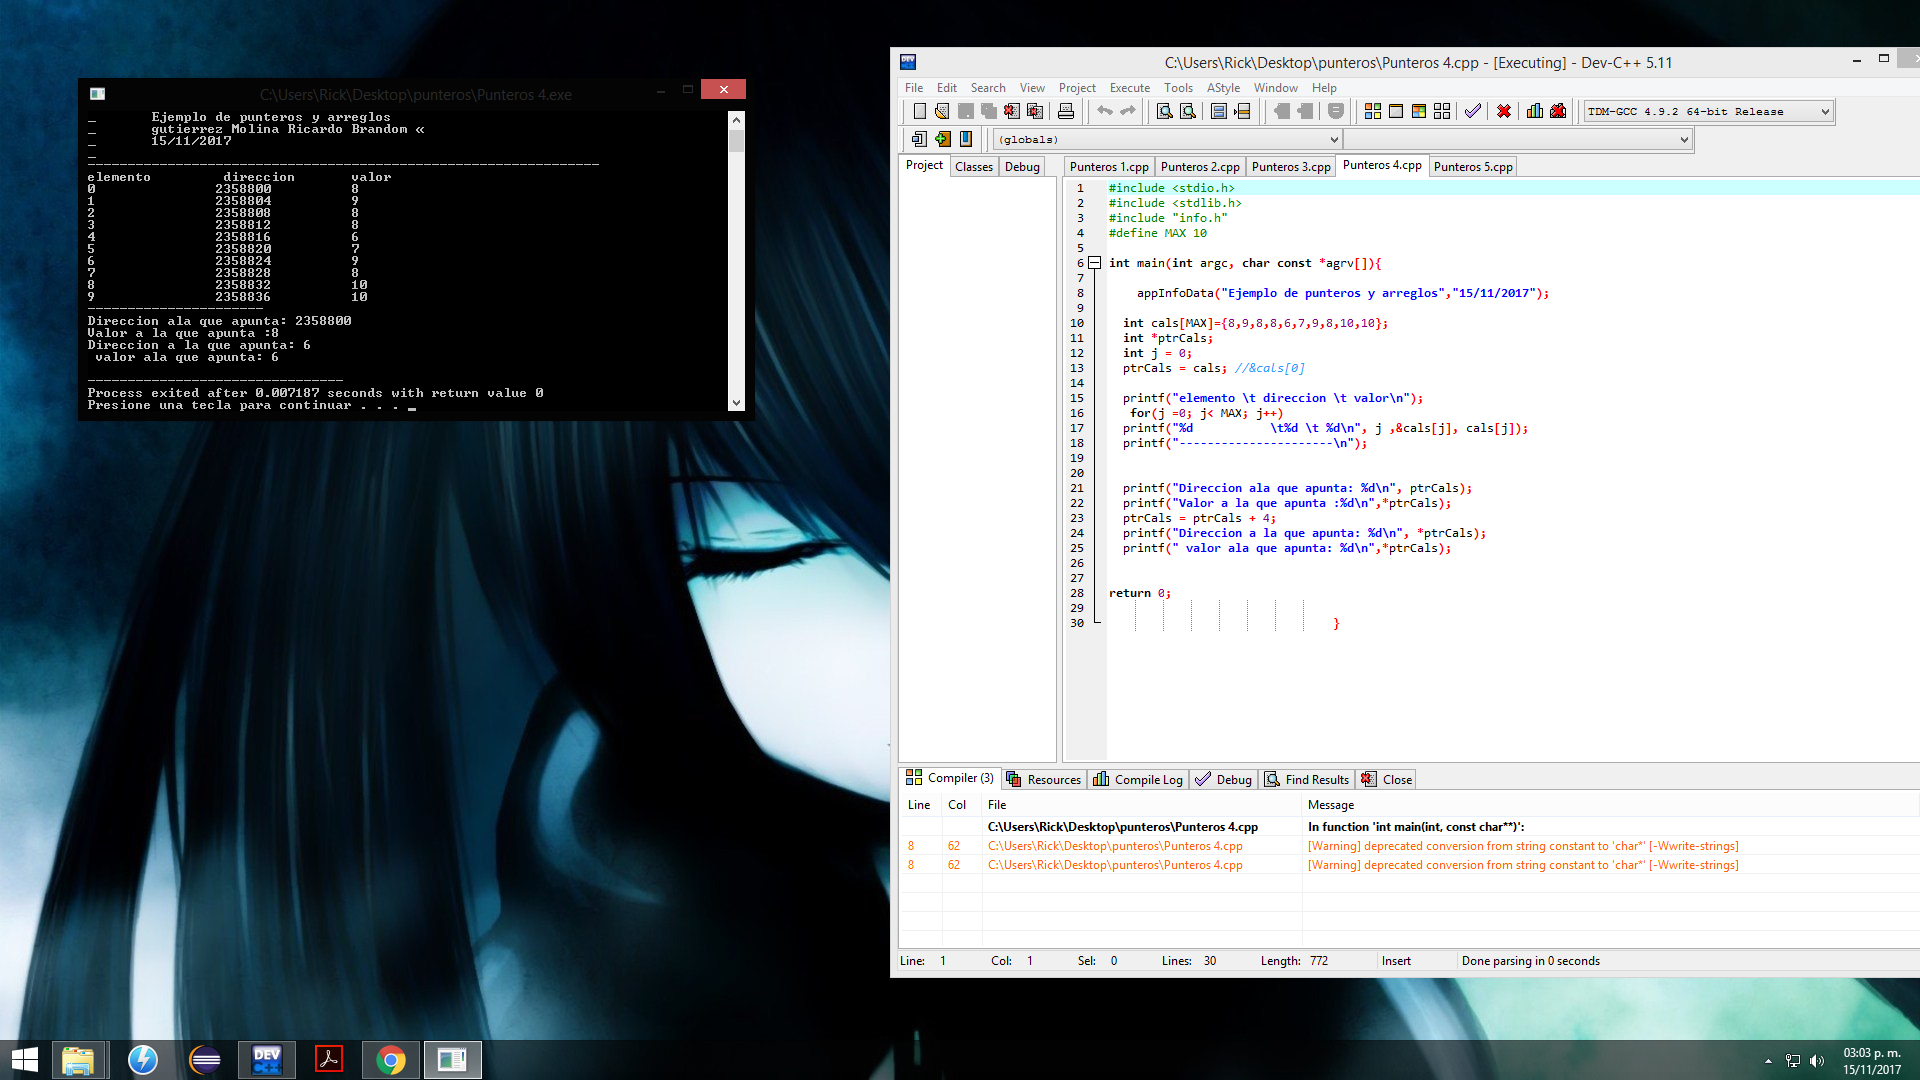 C:\Users\Rick\Desktop\punteros\Punteros 4.exe
_ Ejemplo de punteros y arreglos
_ gutierrez Molina Ricardo Brandom «
_ 15/11/2017
_
----------------------------------------------------------------
elemento direccion valor
0 2358800 8
1 2358804 9
2 2358808 8
3 2358812 8
4 2358816 6
5 2358820 7
6 2358824 9
7 2358828 8
8 2358832 10
9 2358836 10
----------------------
Direccion ala que apunta: 2358800
Valor a la que apunta :8
Direccion a la que apunta: 6
 valor ala que apunta: 6
--------------------------------
Process exited after 0.007187 seconds with return value 0
Presione una tecla para continuar . . . _
C:\Users\Rick\Desktop\punteros\Punteros 4.cpp - [Executing] - Dev-C++ 5.11
File Edit Search View Project Execute Tools AStyle Window Help
TDM-GCC 4.9.2 64-bit Release
(globals)
Project Classes Debug
Punteros 1.cpp Punteros 2.cpp Punteros 3.cpp Punteros 4.cpp Punteros 5.cpp
1 #include <stdio.h>
2 #include <stdlib.h>
3 #include "info.h"
4 #define MAX 10
5
6 int main(int argc, char const *agrv[]){
7
8 appInfoData("Ejemplo de punteros y arreglos","15/11/2017");
9
10 int cals[MAX]={8,9,8,8,6,7,9,8,10,10};
11 int *ptrCals;
12 int j = 0;
13 ptrCals = cals; //&cals[0]
14
15 printf("elemento \t direccion \t valor\n");
16 for(j =0; j< MAX; j++)
17 printf("%d           \t%d \t %d\n", j ,&cals[j], cals[j]);
18 printf("----------------------\n");
19
20
21 printf("Direccion ala que apunta: %d\n", ptrCals);
22 printf("Valor a la que apunta :%d\n",*ptrCals);
23 ptrCals = ptrCals + 4;
24 printf("Direccion a la que apunta: %d\n", *ptrCals);
25 printf(" valor ala que apunta: %d\n",*ptrCals);
26
27
28 return 0;
29
30 }
Compiler (3) Resources Compile Log Debug Find Results Close
Line Col File Message
C:\Users\Rick\Desktop\punteros\Punteros 4.cpp In function 'int main(int, const char**)':
8 62 C:\Users\Rick\Desktop\punteros\Punteros 4.cpp [Warning] deprecated conversion from string constant to 'char*' [-Wwrite-strings]
8 62 C:\Users\Rick\Desktop\punteros\Punteros 4.cpp [Warning] deprecated conversion from string constant to 'char*' [-Wwrite-strings]
Line: 1 Col: 1 Sel: 0 Lines: 30 Length: 772 Insert Done parsing in 0 seconds
DEV C++
03:03 p. m.
15/11/2017